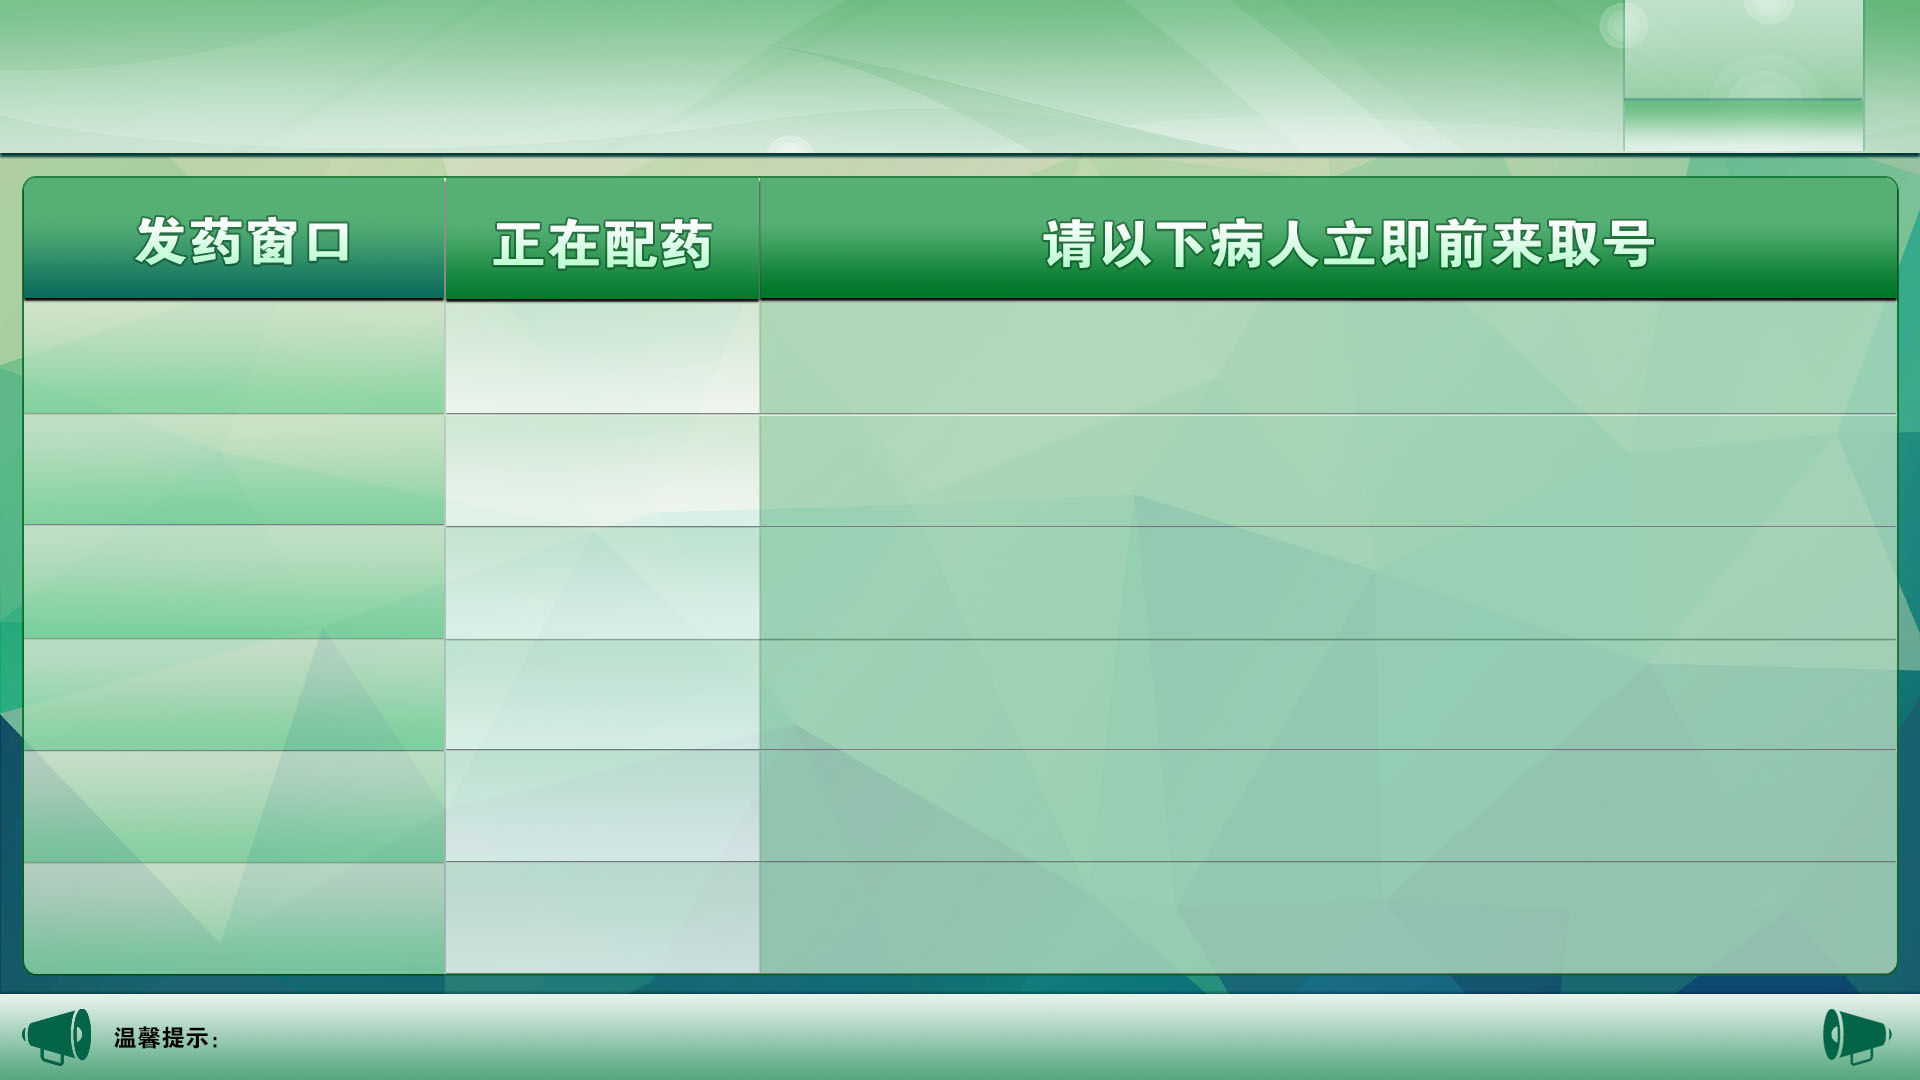 发药窗口
正在配药
请以下病人立即前来取号
温馨提示：